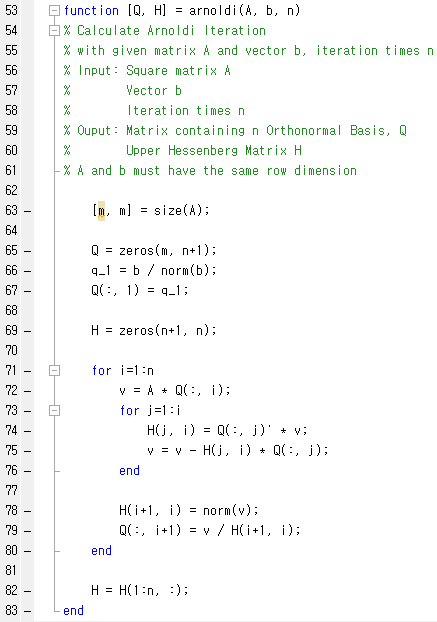 53 function [Q, H] = arnoldi(A, b, n)
54 % Calculate Arnoldi Iteration
55 % with given matrix A and vector b, iteration times n
56 % Input: Square matrix A
57 % Vector b
58 % Iteration times n
59 % Ouput: Matrix containing n Orthonormal Basis, Q
60 % Upper Hessenberg Matrix H
61 % A and b must have the same row dimension
62
63 – [m, m] = size(A);
64
65 – Q = zeros(m, n+1);
66 – q_1 = b / norm(b);
67 – Q(:, 1) = q_1;
68
69 – H = zeros(n+1, n);
70
71 – for i=1:n
72 – v = A * Q(:, i);
73 – for j=1:i
74 – H(j, i) = Q(:, j)' * v;
75 – v = v - H(j, i) * Q(:, j);
76 – end
77
78 – H(i+1, i) = norm(v);
79 – Q(:, i+1) = v / H(i+1, i);
80 – end
81
82 – H = H(1:n, :);
83 – end